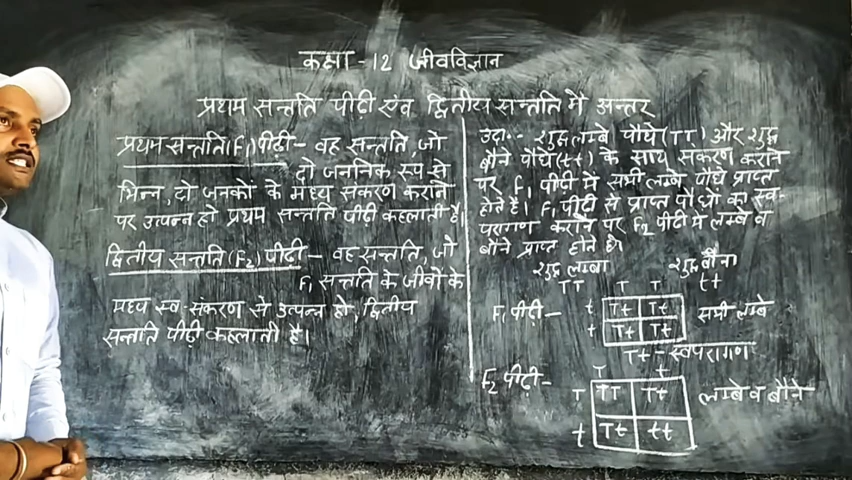 कक्षा -12 जीवविज्ञान
प्रथम सन्तति पीढ़ी एंव द्वितीय सन्तति में अन्तर
प्रथम सन्तति(F₁)पीढ़ी - वह सन्तति, जो
दो जननिक रूप से
भिन्न, दो जनकों के मध्य संकरण कराने
पर उत्पन्न हो प्रथम सन्तति पीढ़ी कहलाती है।
द्वितीय सन्तति(F₂) पीढ़ी - वह सन्तति, जो
F₁ सन्तति के जीवों के
मध्य स्व-संकरण से उत्पन्न हो, द्वितीय
सन्तति पीढ़ी कहलाती है।
उदा०- शुद्ध लम्बे पौधे (TT) और शुद्ध
बौने पौधे (tt) के साथ संकरण कराने
पर F₁ पीढ़ी में सभी लम्बे पौधे प्राप्त
होते है। F₁ पीढ़ी से प्राप्त पौधों का स्व-
परागण कराने पर F₂ पीढ़ी में लम्बे व
बौने प्राप्त होते है।
शुद्ध लम्बा शुद्ध बौना
TT T T tt
F₁ पीढ़ी - t Tt Tt सभी लम्बे
t Tt Tt
Tt - स्वपरागण
T t
F₂ पीढ़ी - T TT Tt लम्बे व बौने
t Tt tt